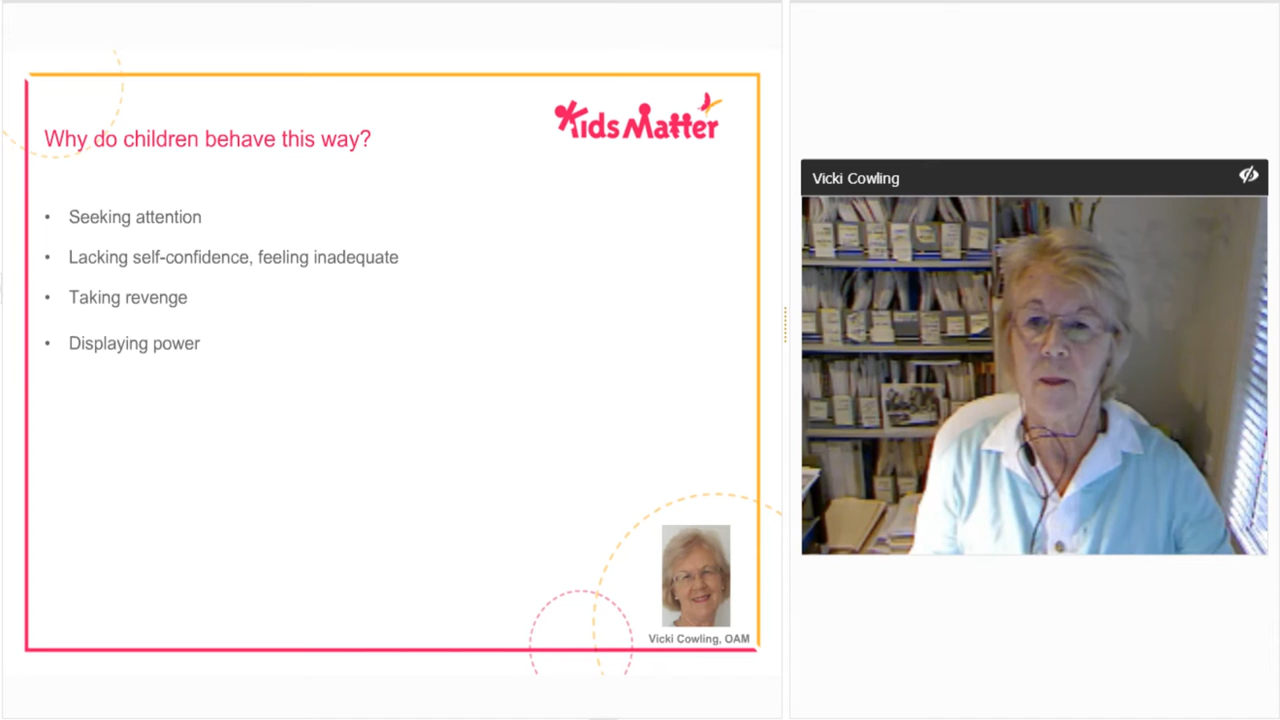 Why do children behave this way?
KidsMatter
• Seeking attention
• Lacking self-confidence, feeling inadequate
• Taking revenge
• Displaying power
Vicki Cowling, OAM
Vicki Cowling